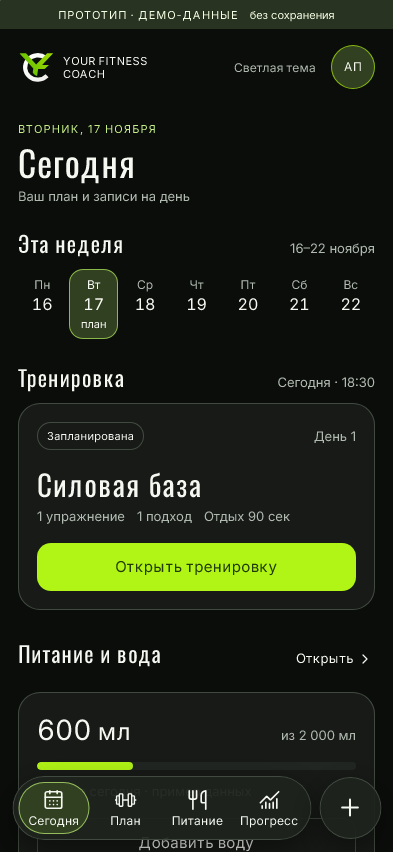 ПРОТОТИП · ДЕМО-ДАННЫЕ без сохранения
YOUR FITNESS
COACH
Светлая тема
АП
ВТОРНИК, 17 НОЯБРЯ
Сегодня
Ваш план и записи на день
Эта неделя
16–22 ноября
Пн Вт Ср Чт Пт Сб Вс
16 17 18 19 20 21 22
план
Тренировка
Сегодня · 18:30
Запланирована
День 1
Силовая база
1 упражнение 1 подход Отдых 90 сек
Открыть тренировку
Питание и вода
Открыть
600 мл
из 2 000 мл
Сегодня План Питание Прогресс
Добавить воду